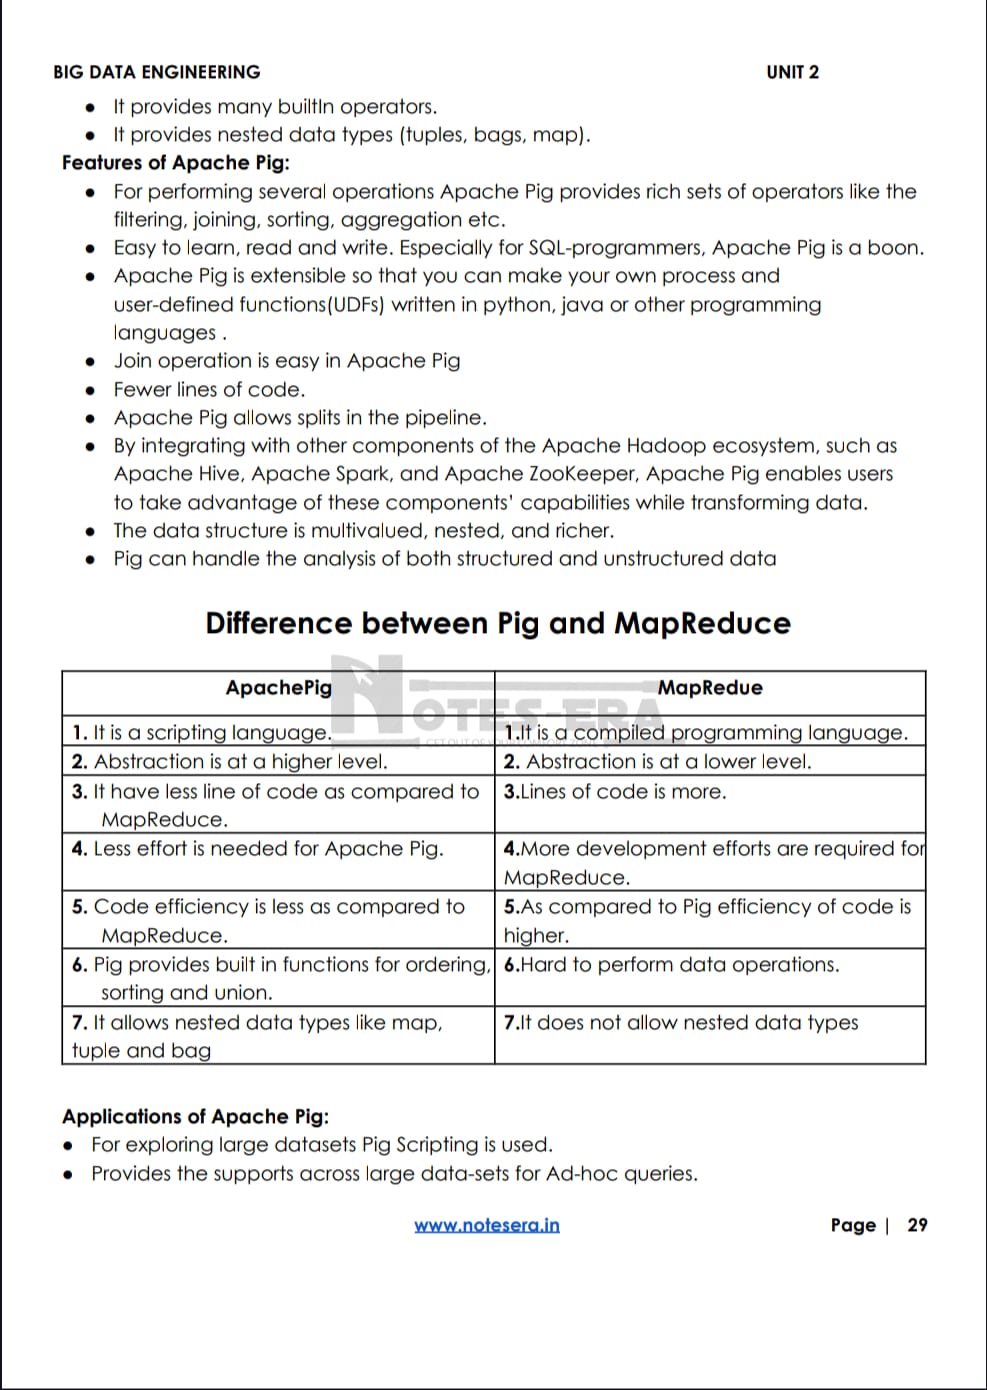 BIG DATA ENGINEERING UNIT 2
● It provides many builtIn operators.
● It provides nested data types (tuples, bags, map).
Features of Apache Pig:
● For performing several operations Apache Pig provides rich sets of operators like the
filtering, joining, sorting, aggregation etc.
● Easy to learn, read and write. Especially for SQL-programmers, Apache Pig is a boon.
● Apache Pig is extensible so that you can make your own process and
user-defined functions(UDFs) written in python, java or other programming
languages .
● Join operation is easy in Apache Pig
● Fewer lines of code.
● Apache Pig allows splits in the pipeline.
● By integrating with other components of the Apache Hadoop ecosystem, such as
Apache Hive, Apache Spark, and Apache ZooKeeper, Apache Pig enables users
to take advantage of these components' capabilities while transforming data.
● The data structure is multivalued, nested, and richer.
● Pig can handle the analysis of both structured and unstructured data
Difference between Pig and MapReduce
NOTES-ERA
ApachePig MapRedue
1. It is a scripting language. 1.It is a compiled programming language.
2. Abstraction is at a higher level. 2. Abstraction is at a lower level.
3. It have less line of code as compared to 3.Lines of code is more.
MapReduce.
4. Less effort is needed for Apache Pig. 4.More development efforts are required for
MapReduce.
5. Code efficiency is less as compared to 5.As compared to Pig efficiency of code is
MapReduce. higher.
6. Pig provides built in functions for ordering, 6.Hard to perform data operations.
sorting and union.
7. It allows nested data types like map, 7.It does not allow nested data types
tuple and bag
Applications of Apache Pig:
● For exploring large datasets Pig Scripting is used.
● Provides the supports across large data-sets for Ad-hoc queries.
www.notesera.in Page | 29